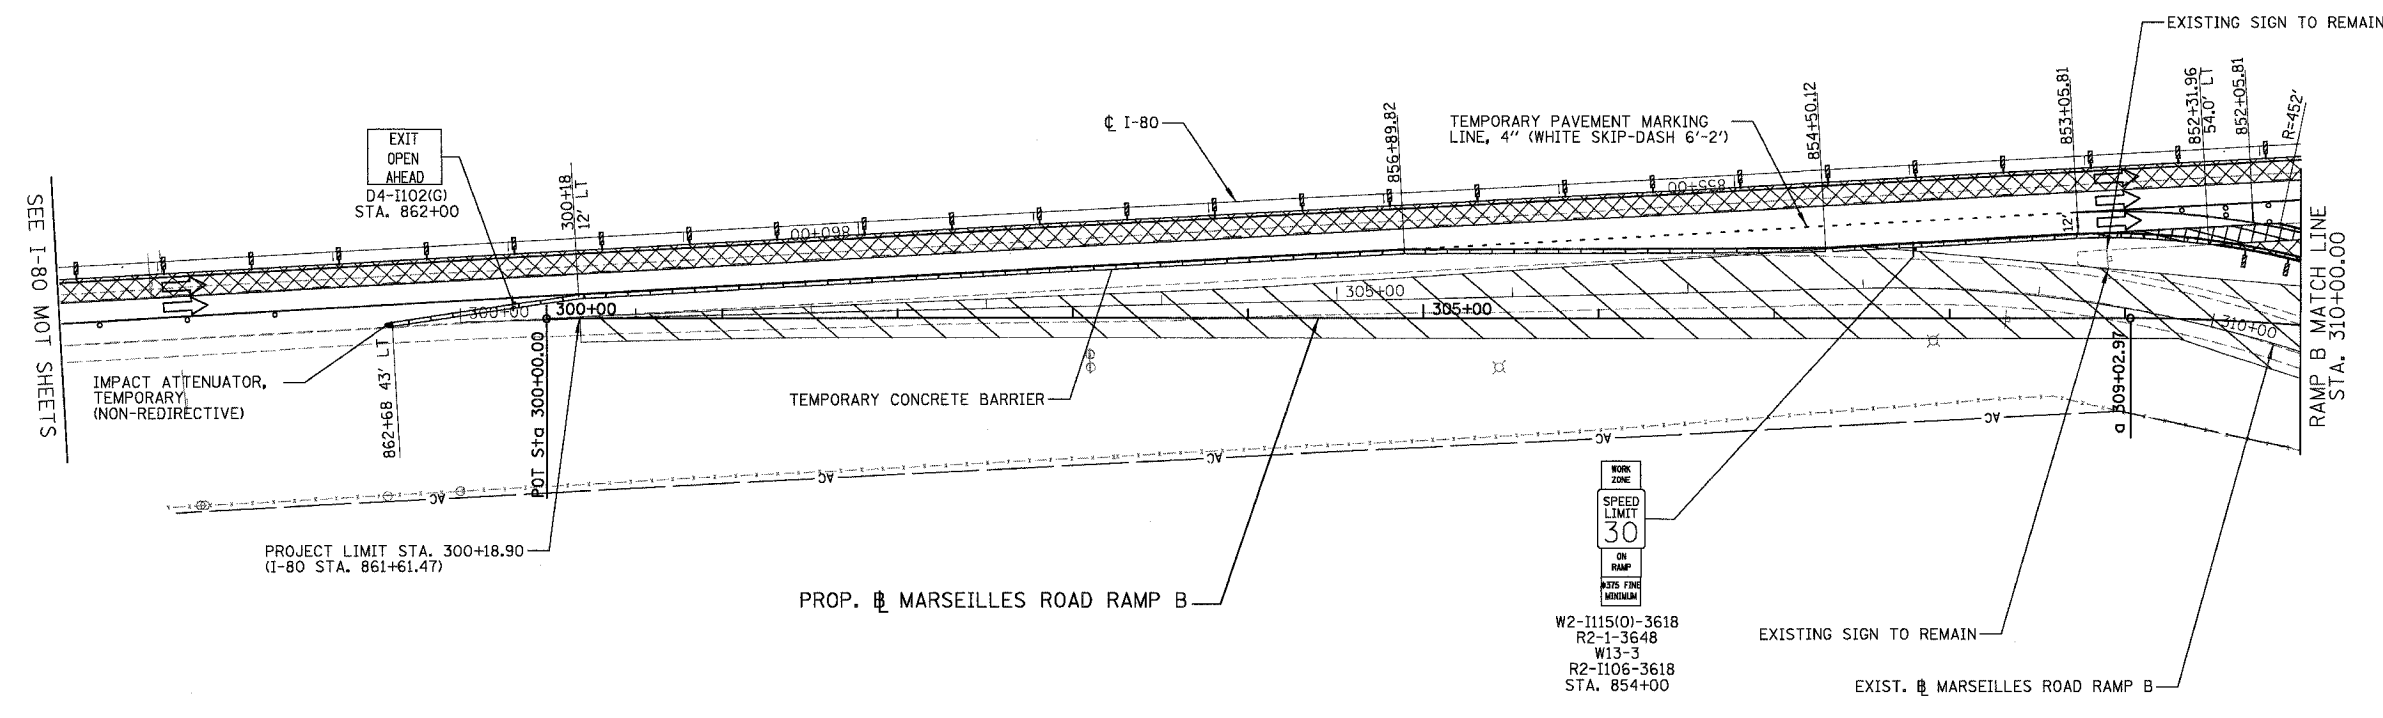 EXISTING SIGN TO REMAIN
EXIT
OPEN
AHEAD
D4-I102(G)
STA. 862+00
℄ I-80
TEMPORARY PAVEMENT MARKING
LINE, 4" (WHITE SKIP-DASH 6'-2')
300+18
12' LT
856+89.82
854+50.12
853+05.81
852+31.96
54.0' LT
852+05.81
R=452'
860+00
855+00
12'
SEE I-80 MOT SHEETS
300+00
300+00
305+00
305+00
310+00
RAMP B MATCH LINE
STA. 310+00.00
IMPACT ATTENUATOR,
TEMPORARY
(NON-REDIRECTIVE)
862+68 43' LT
POT Sta 300+00.00
TEMPORARY CONCRETE BARRIER
a 309+02.97
AC
AC
AC
AC
AC
AC
PROJECT LIMIT STA. 300+18.90
(I-80 STA. 861+61.47)
PROP. B̲L MARSEILLES ROAD RAMP B
WORK
ZONE
SPEED
LIMIT
30
ON
RAMP
$375 FINE
MINIMUM
W2-I115(O)-3618
R2-1-3648
W13-3
R2-I106-3618
STA. 854+00
EXISTING SIGN TO REMAIN
EXIST. B̲L MARSEILLES ROAD RAMP B